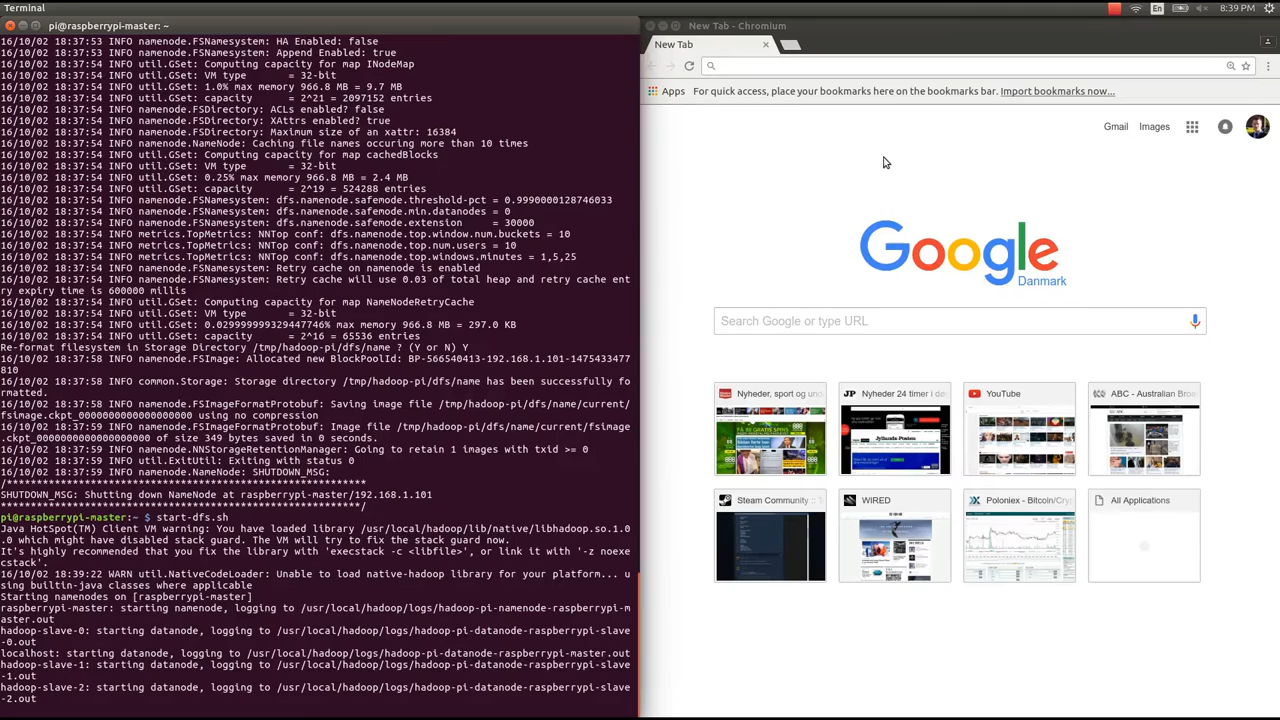 Terminal
En
8:39 PM
pi@raspberrypi-master: ~
16/10/02 18:37:53 INFO namenode.FSNamesystem: HA Enabled: false
16/10/02 18:37:53 INFO namenode.FSNamesystem: Append Enabled: true
16/10/02 18:37:54 INFO util.GSet: Computing capacity for map INodeMap
16/10/02 18:37:54 INFO util.GSet: VM type       = 32-bit
16/10/02 18:37:54 INFO util.GSet: 1.0% max memory 966.8 MB = 9.7 MB
16/10/02 18:37:54 INFO util.GSet: capacity      = 2^21 = 2097152 entries
16/10/02 18:37:54 INFO namenode.FSDirectory: ACLs enabled? false
16/10/02 18:37:54 INFO namenode.FSDirectory: XAttrs enabled? true
16/10/02 18:37:54 INFO namenode.FSDirectory: Maximum size of an xattr: 16384
16/10/02 18:37:54 INFO namenode.NameNode: Caching file names occuring more than 10 times
16/10/02 18:37:54 INFO util.GSet: Computing capacity for map cachedBlocks
16/10/02 18:37:54 INFO util.GSet: VM type       = 32-bit
16/10/02 18:37:54 INFO util.GSet: 0.25% max memory 966.8 MB = 2.4 MB
16/10/02 18:37:54 INFO util.GSet: capacity      = 2^19 = 524288 entries
16/10/02 18:37:54 INFO namenode.FSNamesystem: dfs.namenode.safemode.threshold-pct = 0.9990000128746033
16/10/02 18:37:54 INFO namenode.FSNamesystem: dfs.namenode.safemode.min.datanodes = 0
16/10/02 18:37:54 INFO namenode.FSNamesystem: dfs.namenode.safemode.extension     = 30000
16/10/02 18:37:54 INFO metrics.TopMetrics: NNTop conf: dfs.namenode.top.window.num.buckets = 10
16/10/02 18:37:54 INFO metrics.TopMetrics: NNTop conf: dfs.namenode.top.num.users = 10
16/10/02 18:37:54 INFO metrics.TopMetrics: NNTop conf: dfs.namenode.top.windows.minutes = 1,5,25
16/10/02 18:37:54 INFO namenode.FSNamesystem: Retry cache on namenode is enabled
16/10/02 18:37:54 INFO namenode.FSNamesystem: Retry cache will use 0.03 of total heap and retry cache ent
ry expiry time is 600000 millis
16/10/02 18:37:54 INFO util.GSet: Computing capacity for map NameNodeRetryCache
16/10/02 18:37:54 INFO util.GSet: VM type       = 32-bit
16/10/02 18:37:54 INFO util.GSet: 0.029999999329447746% max memory 966.8 MB = 297.0 KB
16/10/02 18:37:54 INFO util.GSet: capacity      = 2^16 = 65536 entries
Re-format filesystem in Storage Directory /tmp/hadoop-pi/dfs/name ? (Y or N) Y
16/10/02 18:37:58 INFO namenode.FSImage: Allocated new BlockPoolId: BP-566540413-192.168.1.101-1475433477
810
16/10/02 18:37:58 INFO common.Storage: Storage directory /tmp/hadoop-pi/dfs/name has been successfully fo
rmatted.
16/10/02 18:37:58 INFO namenode.FSImageFormatProtobuf: Saving image file /tmp/hadoop-pi/dfs/name/current/
fsimage.ckpt_0000000000000000000 using no compression
16/10/02 18:37:59 INFO namenode.FSImageFormatProtobuf: Image file /tmp/hadoop-pi/dfs/name/current/fsimage
.ckpt_0000000000000000000 of size 349 bytes saved in 0 seconds.
16/10/02 18:37:59 INFO namenode.NNStorageRetentionManager: Going to retain 1 images with txid >= 0
16/10/02 18:37:59 INFO util.ExitUtil: Exiting with status 0
16/10/02 18:37:59 INFO namenode.NameNode: SHUTDOWN_MSG:
/************************************************************
SHUTDOWN_MSG: Shutting down NameNode at raspberrypi-master/192.168.1.101
************************************************************/
pi@raspberrypi-master:~ $ start-dfs.sh
Java HotSpot(TM) Client VM warning: You have loaded library /usr/local/hadoop/lib/native/libhadoop.so.1.0
.0 which might have disabled stack guard. The VM will try to fix the stack guard now.
It's highly recommended that you fix the library with 'execstack -c <libfile>', or link it with '-z noexe
cstack'.
16/10/02 18:39:22 WARN util.NativeCodeLoader: Unable to load native-hadoop library for your platform... u
sing builtin-java classes where applicable
Starting namenodes on [raspberrypi-master]
raspberrypi-master: starting namenode, logging to /usr/local/hadoop/logs/hadoop-pi-namenode-raspberrypi-m
aster.out
hadoop-slave-0: starting datanode, logging to /usr/local/hadoop/logs/hadoop-pi-datanode-raspberrypi-slave
-0.out
localhost: starting datanode, logging to /usr/local/hadoop/logs/hadoop-pi-datanode-raspberrypi-master.out
hadoop-slave-1: starting datanode, logging to /usr/local/hadoop/logs/hadoop-pi-datanode-raspberrypi-slave
-1.out
hadoop-slave-2: starting datanode, logging to /usr/local/hadoop/logs/hadoop-pi-datanode-raspberrypi-slave
-2.out
New Tab - Chromium
New Tab
Apps For quick access, place your bookmarks here on the bookmarks bar. Import bookmarks now...
Gmail Images
Google
Danmark
Search Google or type URL
Nyheder, sport og und
Nyheder 24 timer i dø
YouTube
ABC - Australian Broa
Jyllands-Posten
Steam Community :: T
WIRED
Poloniex - Bitcoin/Cryp
All Applications